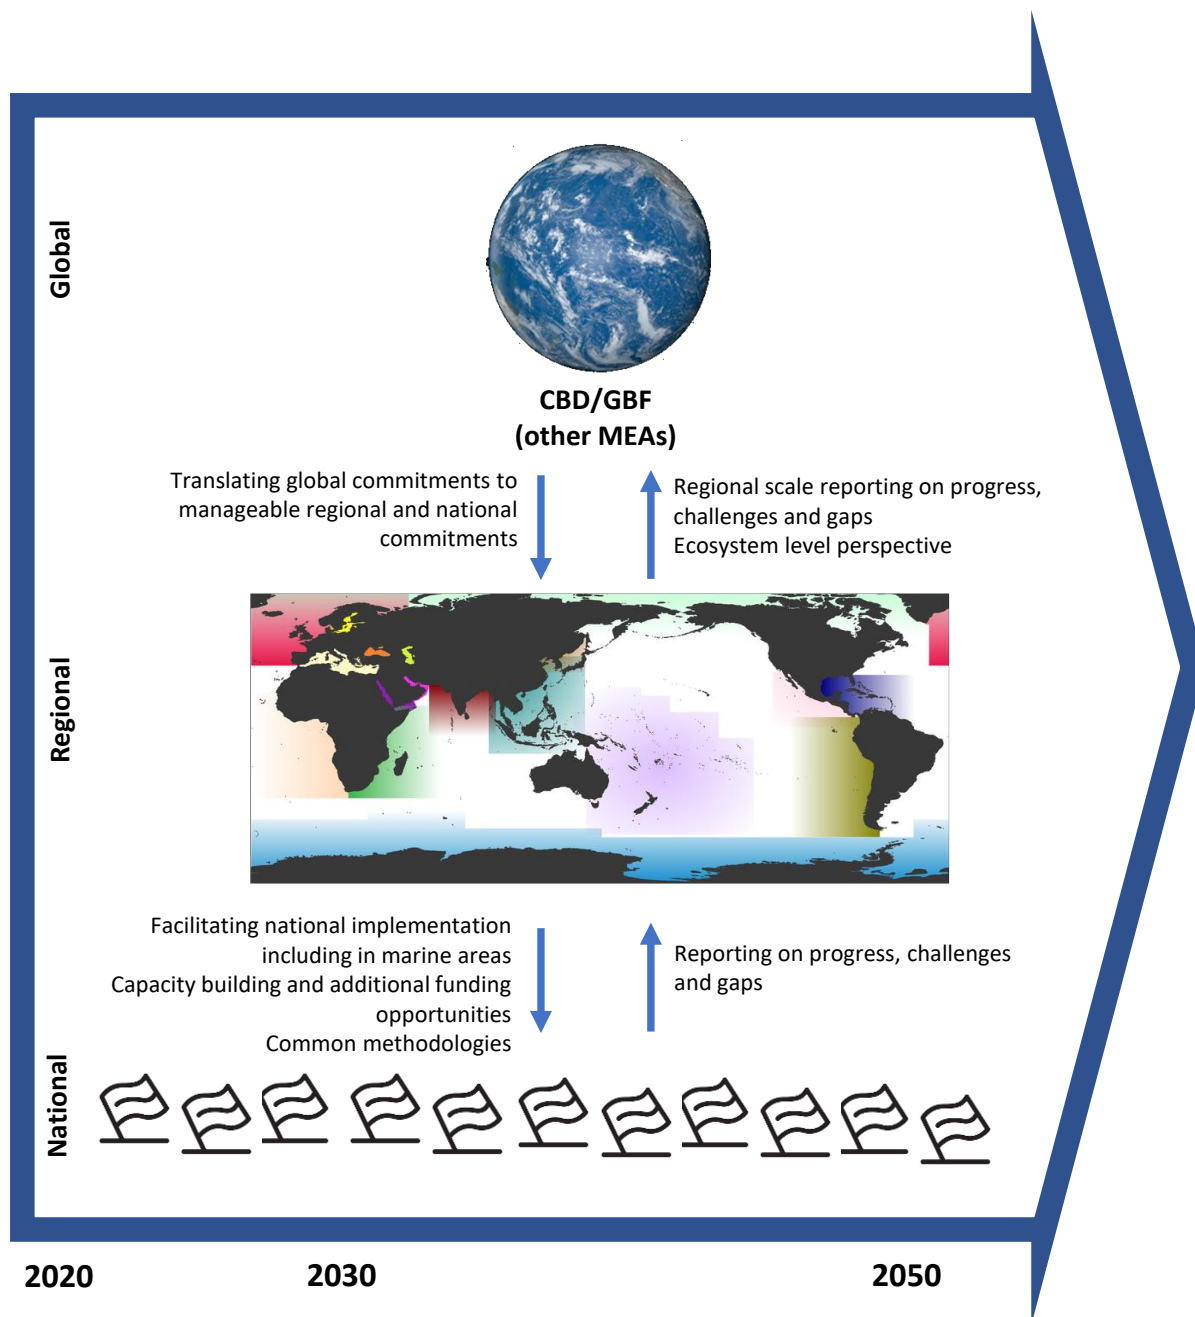 Global
CBD/GBF
(other MEAs)
Translating global commitments to
manageable regional and national
commitments
Regional scale reporting on progress,
challenges and gaps
Ecosystem level perspective
Regional
Facilitating national implementation
including in marine areas
Capacity building and additional funding
opportunities
Common methodologies
Reporting on progress, challenges
and gaps
National
2020
2030
2050